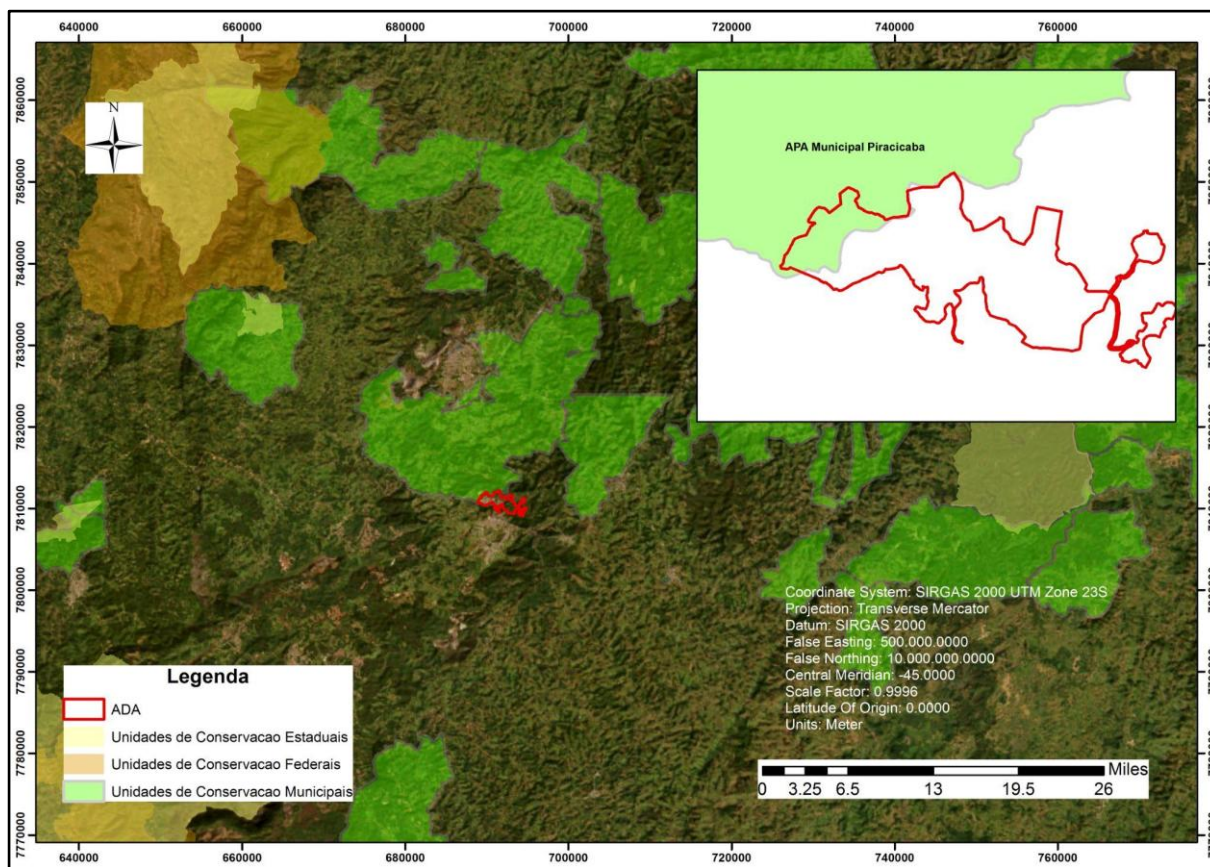 640000 660000 680000 700000 720000 740000 760000
7860000
7850000
7840000
7830000
7820000
7810000
7800000
7790000
7780000
7770000
N
APA Municipal Piracicaba
Coordinate System: SIRGAS 2000 UTM Zone 23S
Projection: Transverse Mercator
Datum: SIRGAS 2000
False Easting: 500.000.0000
False Northing: 10.000.000.0000
Central Meridian: -45.0000
Scale Factor: 0.9996
Latitude Of Origin: 0.0000
Units: Meter
Legenda
ADA
Unidades de Conservacao Estaduais
Unidades de Conservacao Federais
Unidades de Conservacao Municipais
Miles
0 3.25 6.5 13 19.5 26
640000 660000 680000 700000 720000 740000 760000